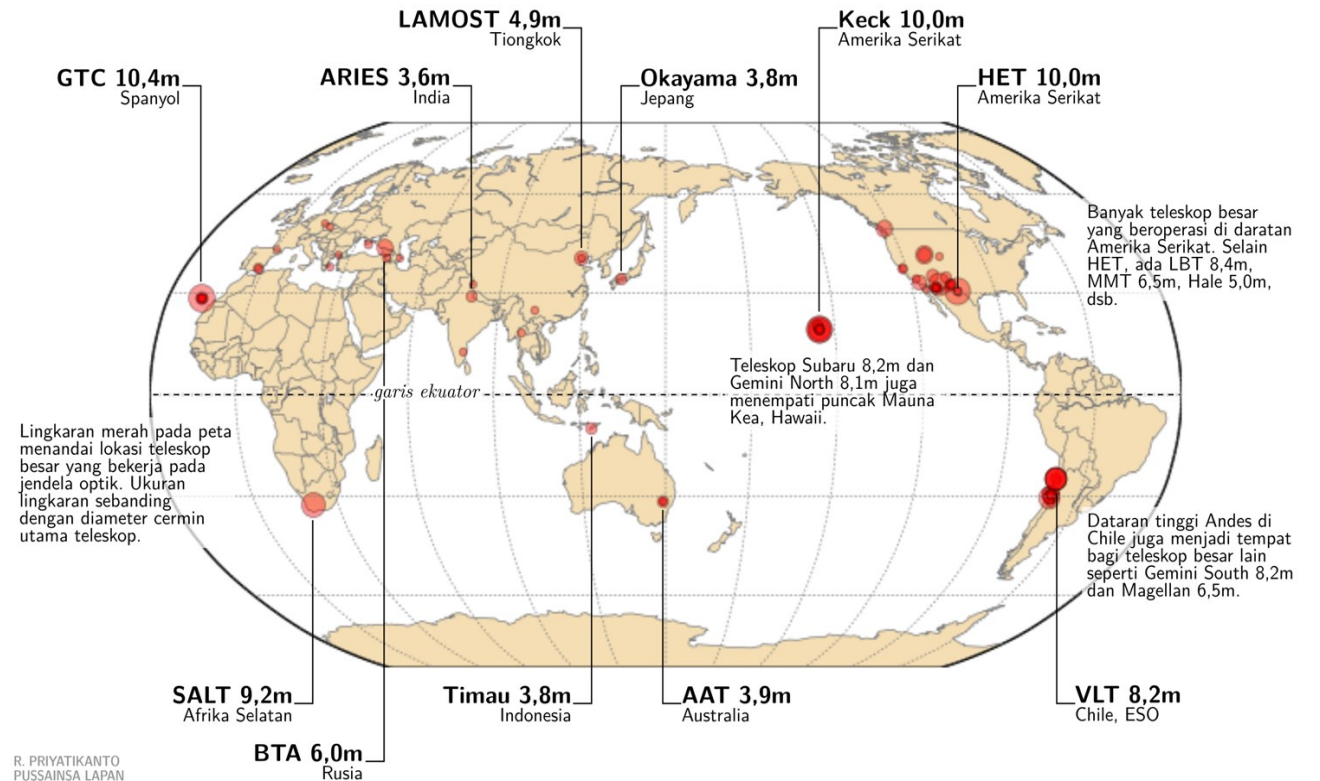 LAMOST 4,9m
Tiongkok
Keck 10,0m
Amerika Serikat
GTC 10,4m
Spanyol
ARIES 3,6m
India
Okayama 3,8m
Jepang
HET 10,0m
Amerika Serikat
Banyak teleskop besar
yang beroperasi di daratan
Amerika Serikat. Selain
HET, ada LBT 8,4m,
MMT 6,5m, Hale 5,0m,
dsb.
Teleskop Subaru 8,2m dan
Gemini North 8,1m juga
menempati puncak Mauna
Kea, Hawaii.
garis ekuator
Lingkaran merah pada peta
menandai lokasi teleskop
besar yang bekerja pada
jendela optik. Ukuran
lingkaran sebanding
dengan diameter cermin
utama teleskop.
Dataran tinggi Andes di
Chile juga menjadi tempat
bagi teleskop besar lain
seperti Gemini South 8,2m
dan Magellan 6,5m.
SALT 9,2m
Afrika Selatan
Timau 3,8m
Indonesia
AAT 3,9m
Australia
VLT 8,2m
Chile, ESO
BTA 6,0m
Rusia
R. PRIYATIKANTO
PUSSAINSA LAPAN